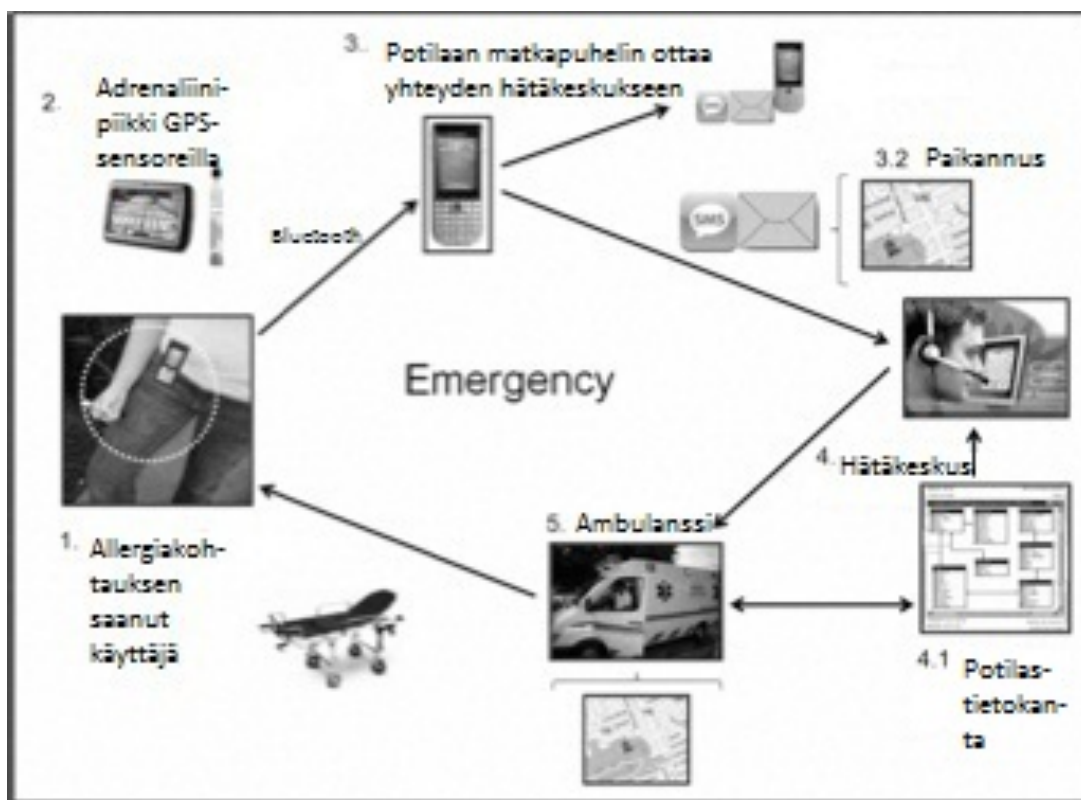 3..
Potilaan matkapuhelin ottaa
yhteyden hätäkeskukseen
2.
Adrenaliini-
piikki GPS-
sensoreilla
3.2 Paikannus
SMS
Bluetooth
Emergency
4. Hätäkeskus
5. Ambulanssi
1. Allergiakoh-
tauksen
saanut
käyttäjä
4.1 Potilas-
tietokan-
ta